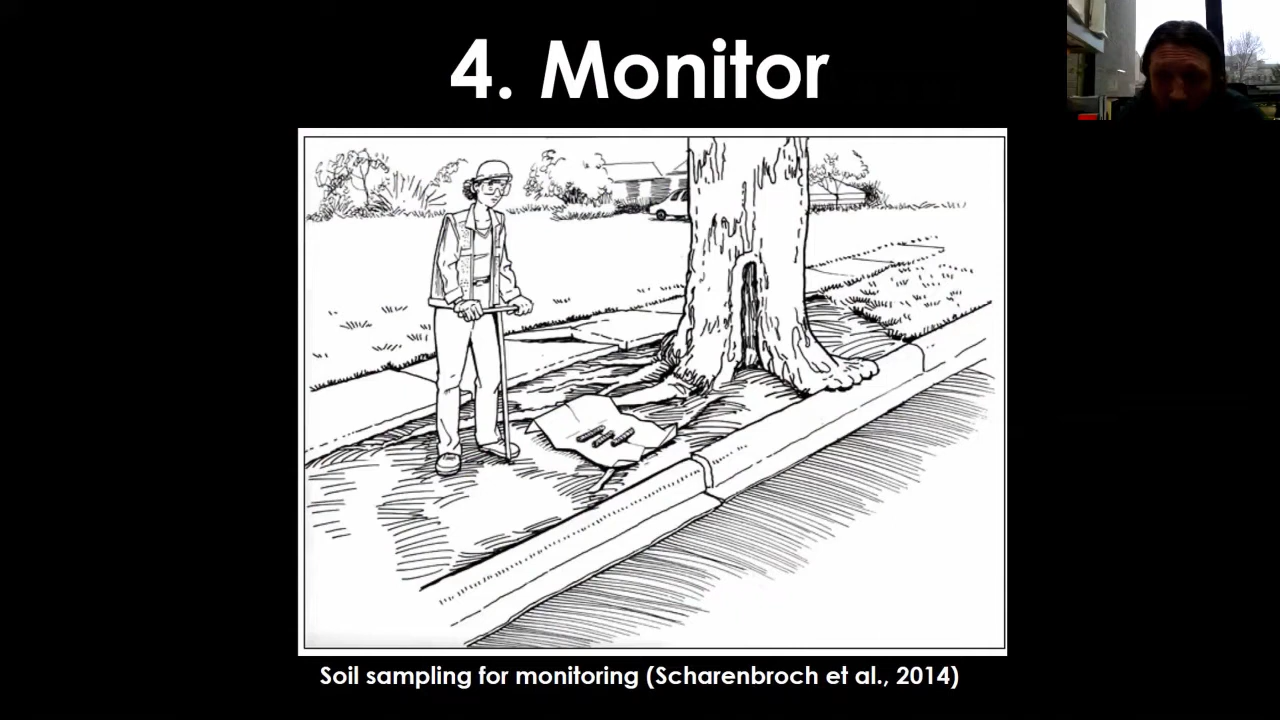 4. Monitor
Soil sampling for monitoring (Scharenbroch et al., 2014)